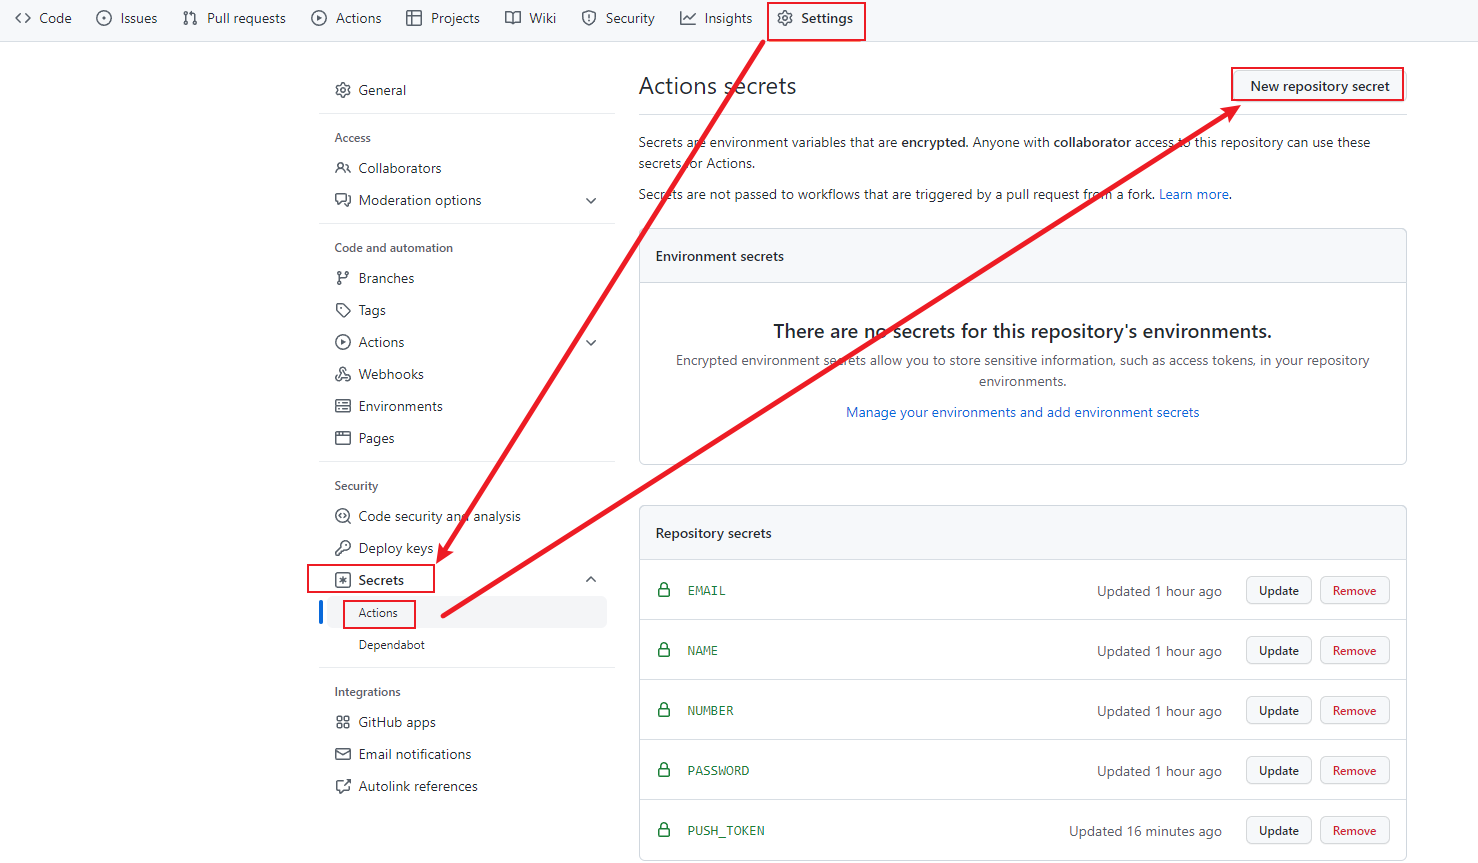 Code Issues Pull requests Actions Projects Wiki Security Insights Settings
General
Access
Collaborators
Moderation options
Code and automation
Branches
Tags
Actions
Webhooks
Environments
Pages
Security
Code security and analysis
Deploy keys
Secrets
Actions
Dependabot
Integrations
GitHub apps
Email notifications
Autolink references
Actions secrets
New repository secret
Secrets are environment variables that are encrypted. Anyone with collaborator access to this repository can use these
secrets for Actions.
Secrets are not passed to workflows that are triggered by a pull request from a fork. Learn more.
Environment secrets
There are no secrets for this repository's environments.
Encrypted environment secrets allow you to store sensitive information, such as access tokens, in your repository
environments.
Manage your environments and add environment secrets
Repository secrets
EMAIL Updated 1 hour ago Update Remove
NAME Updated 1 hour ago Update Remove
NUMBER Updated 1 hour ago Update Remove
PASSWORD Updated 1 hour ago Update Remove
PUSH_TOKEN Updated 16 minutes ago Update Remove